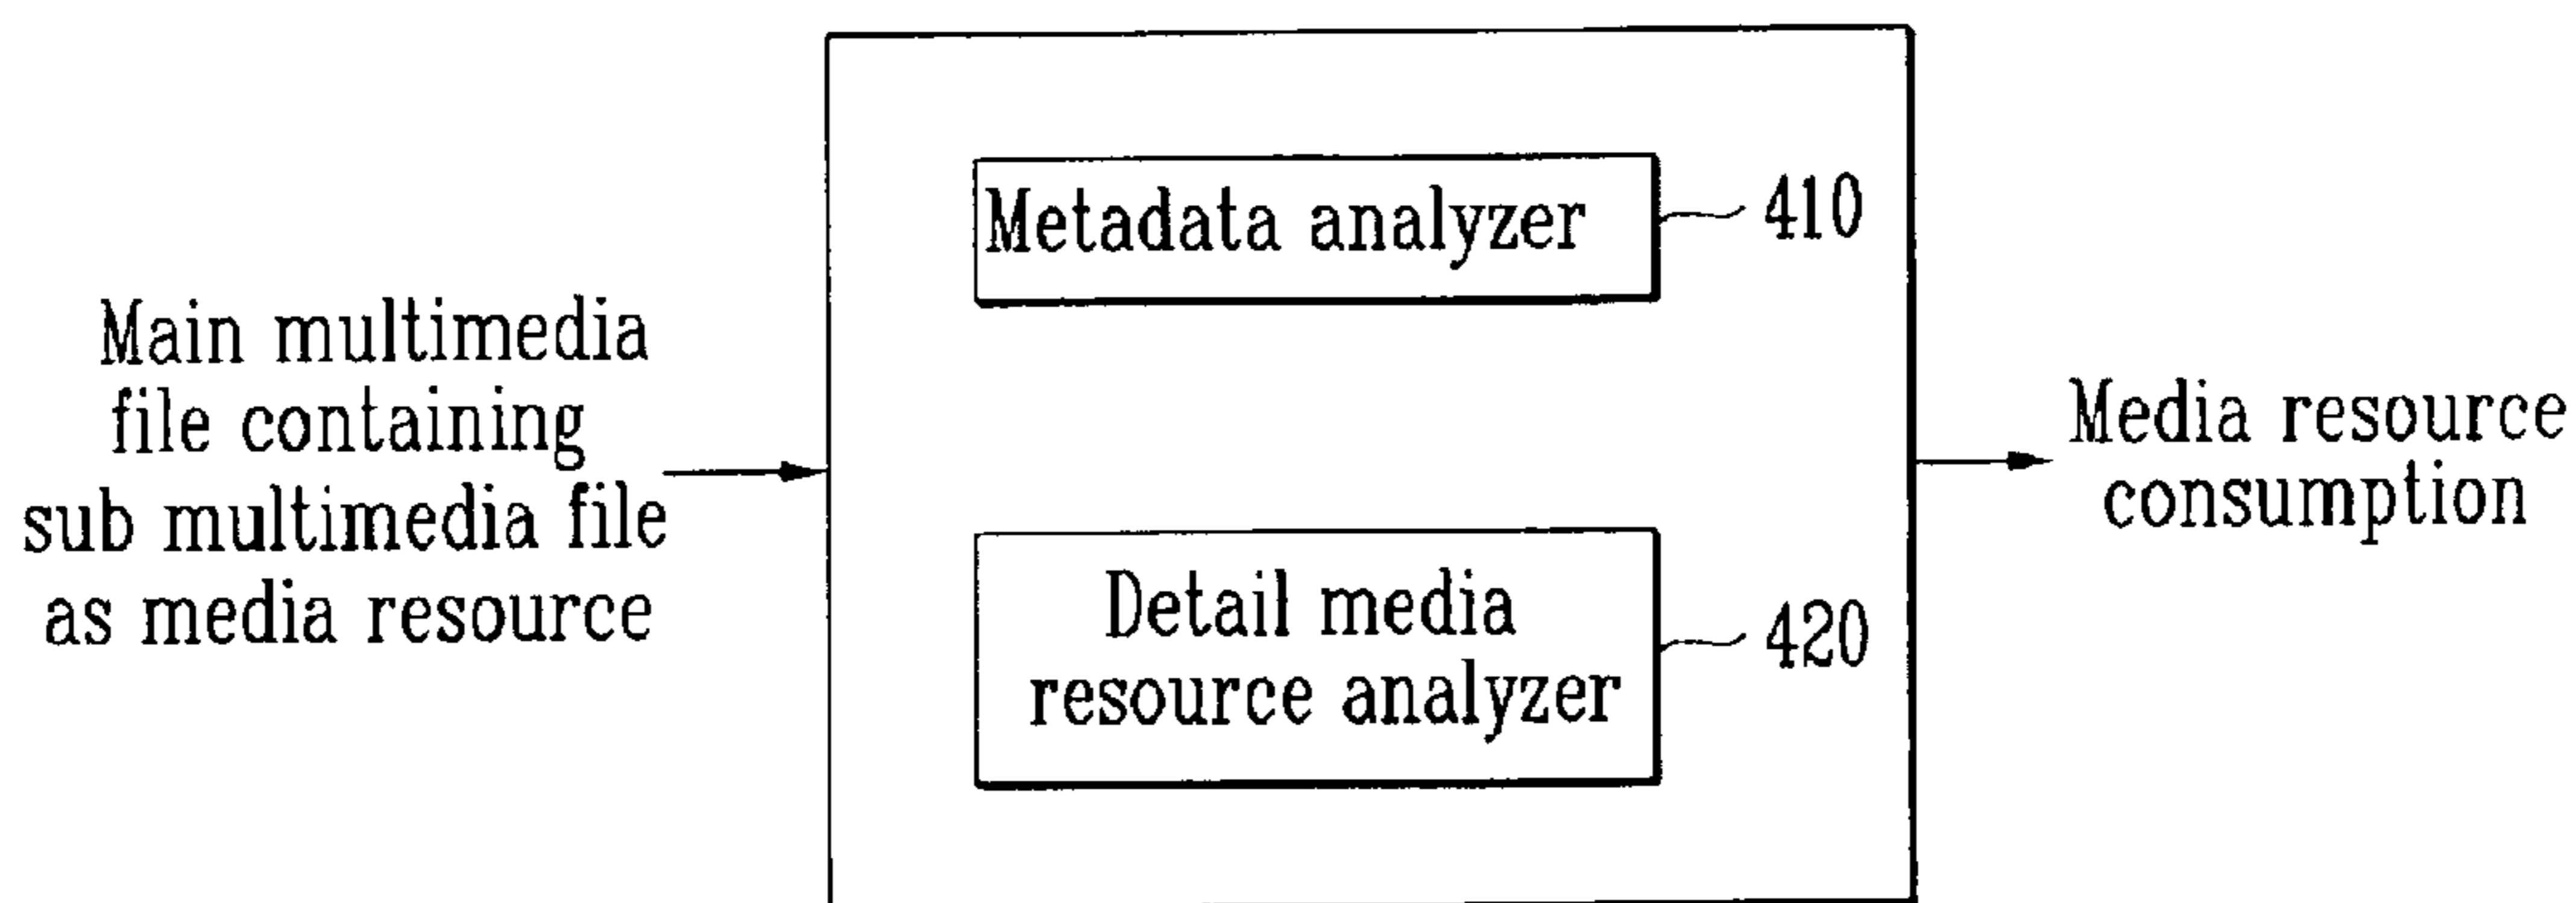 Main multimedia
file containing
sub multimedia file
as media resource
Metadata analyzer
410
Detail media
resource analyzer
420
Media resource
consumption